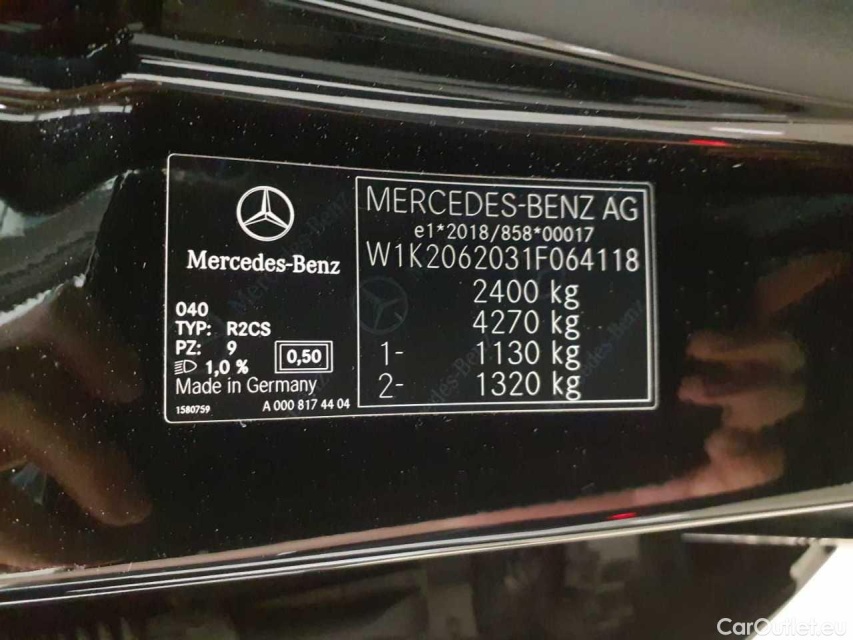 Mercedes-Benz
040
TYP: R2CS
PZ: 9
1,0 %
0,50
Made in Germany
1580759 A 000 817 44 04
MERCEDES-BENZ AG
e1*2018/858*00017
W1K2062031F064118
2400 kg
4270 kg
1- 1130 kg
2- 1320 kg
CarOutlet.eu